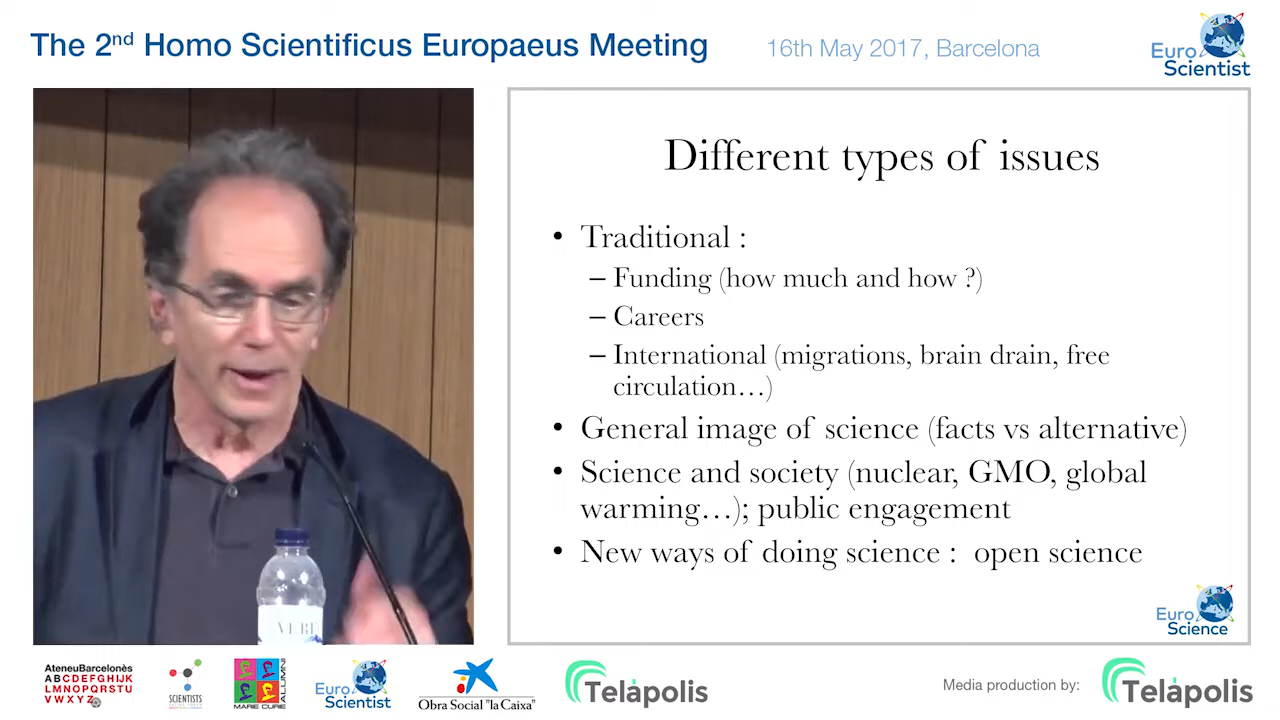 The 2nd Homo Scientificus Europaeus Meeting
16th May 2017, Barcelona
Euro
Scientist
Different types of issues
• Traditional :
– Funding (how much and how ?)
– Careers
– International (migrations, brain drain, free
circulation…)
• General image of science (facts vs alternative)
• Science and society (nuclear, GMO, global
warming…); public engagement
• New ways of doing science : open science
Euro
Science
AteneuBarcelonès
ABCDEFGHIJK
LMNOPQRSTU
VWXYZ
SCIENTISTS
MARIE CURIE
ALUMNI
Euro
Scientist
Obra Social "la Caixa"
Telàpolis
Media production by:
Telàpolis